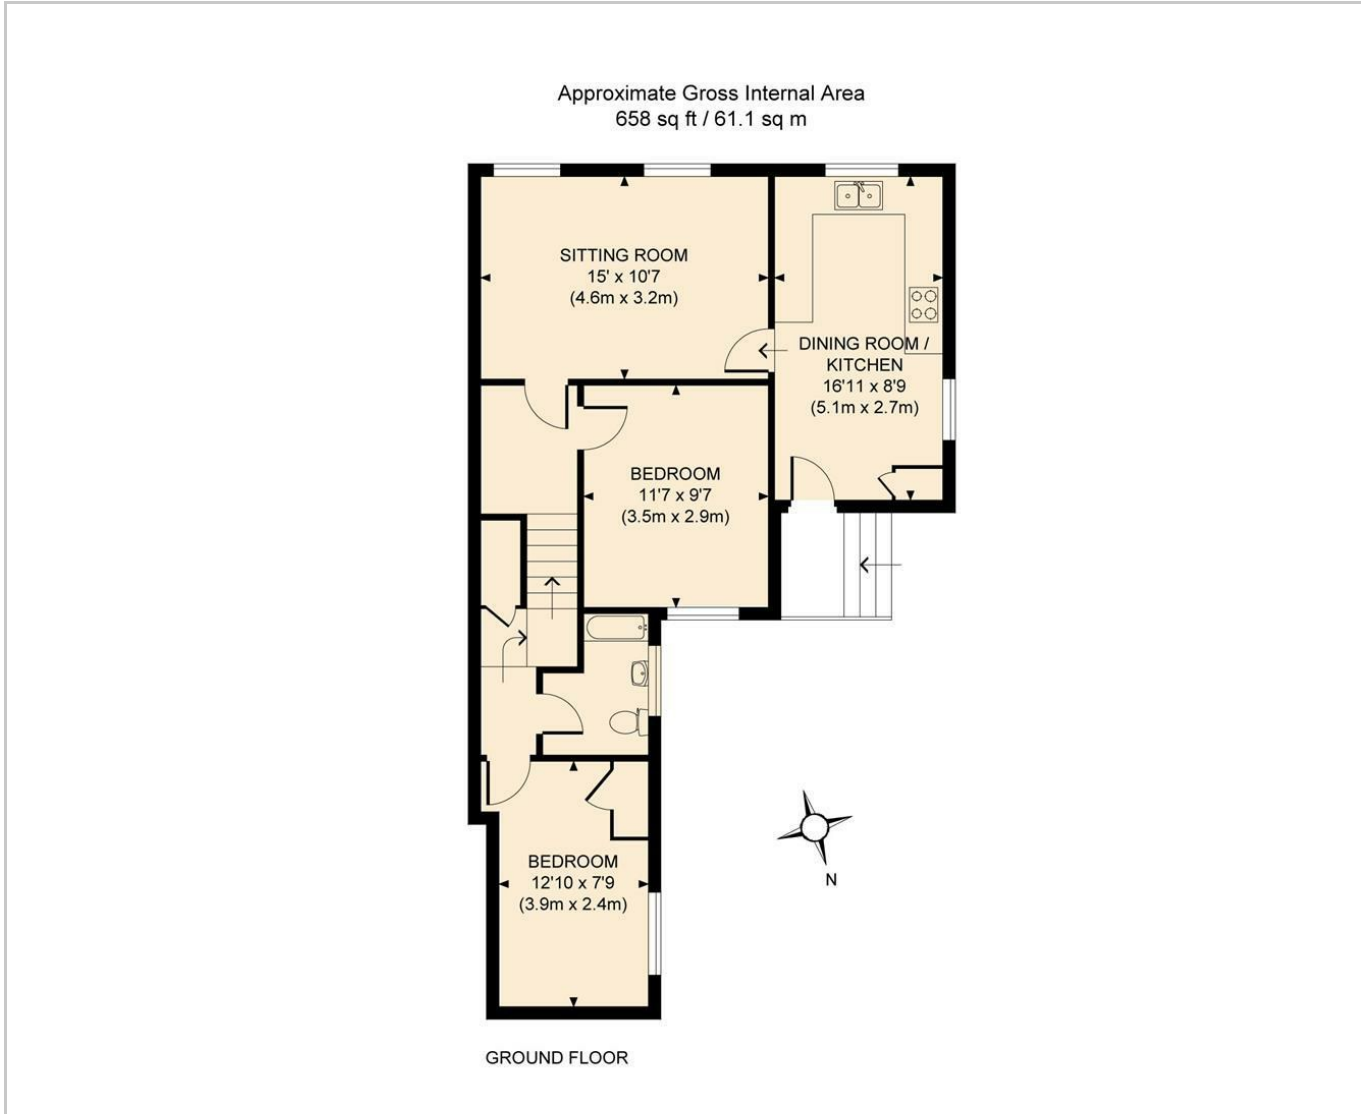 Approximate Gross Internal Area
658 sq ft / 61.1 sq m
SITTING ROOM
15' x 10'7
(4.6m x 3.2m)
DINING ROOM /
KITCHEN
16'11 x 8'9
(5.1m x 2.7m)
BEDROOM
11'7 x 9'7
(3.5m x 2.9m)
BEDROOM
12'10 x 7'9
(3.9m x 2.4m)
N
GROUND FLOOR